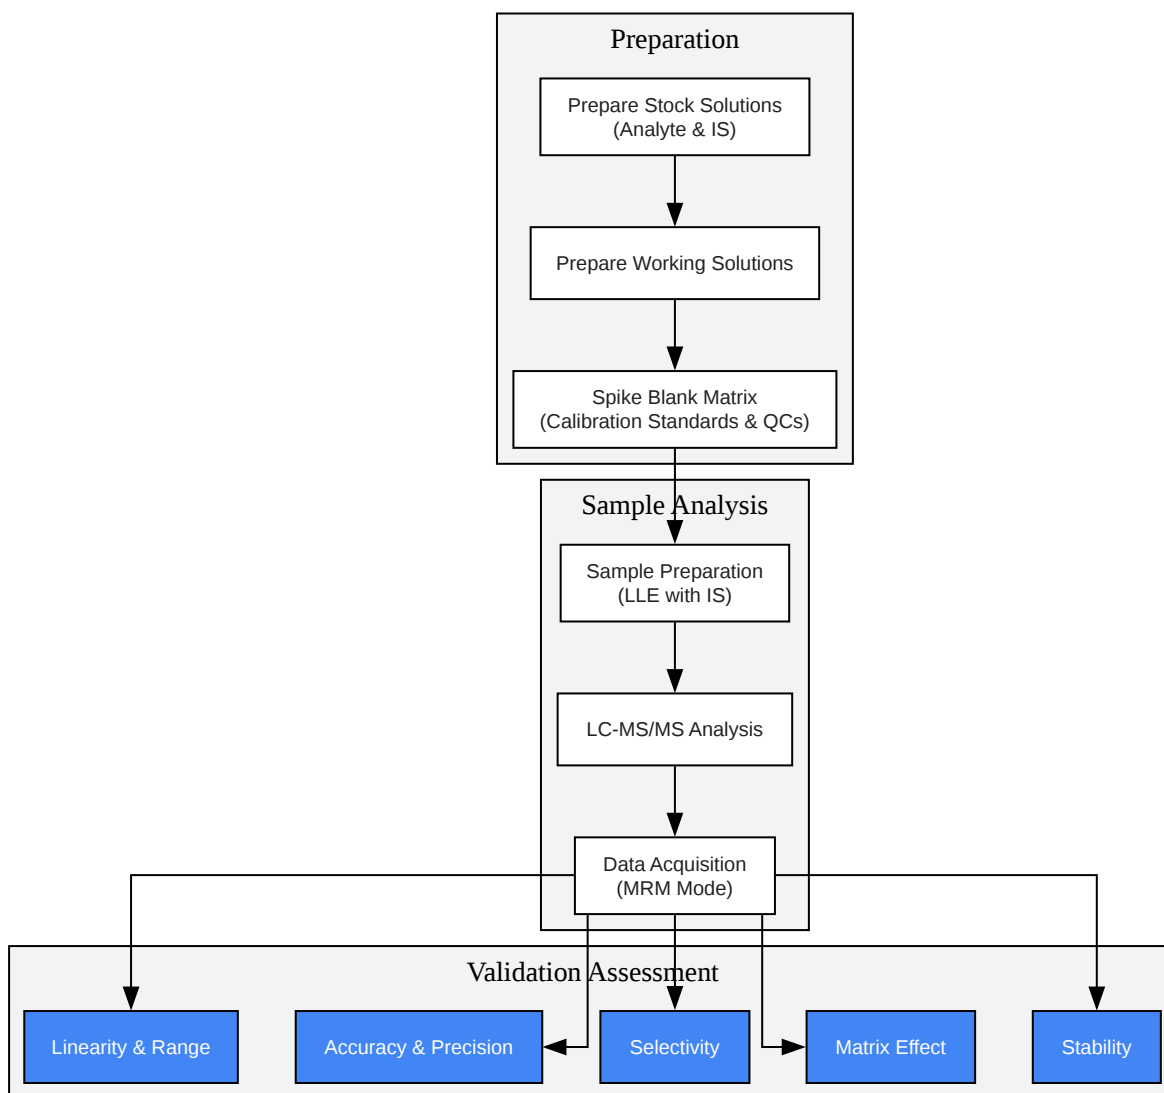 Preparation
Prepare Stock Solutions
(Analyte & IS)
Prepare Working Solutions
Spike Blank Matrix
(Calibration Standards & QCs)
Sample Analysis
Sample Preparation
(LLE with IS)
LC-MS/MS Analysis
Data Acquisition
(MRM Mode)
Validation Assessment
Linearity & Range
Accuracy & Precision
Selectivity
Matrix Effect
Stability